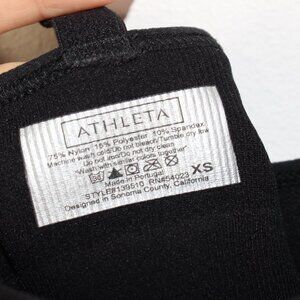 ATHLETA
75% Nylon 15% Polyester 10% Spandex
Machine wash cold/Do not bleach/Tumble dry low
Do not iron/Do not dry clean
"Wash with similar colors together"
XS
Made in Portugal
STYLE#139510 RN#54023
Designed in Sonoma County, California